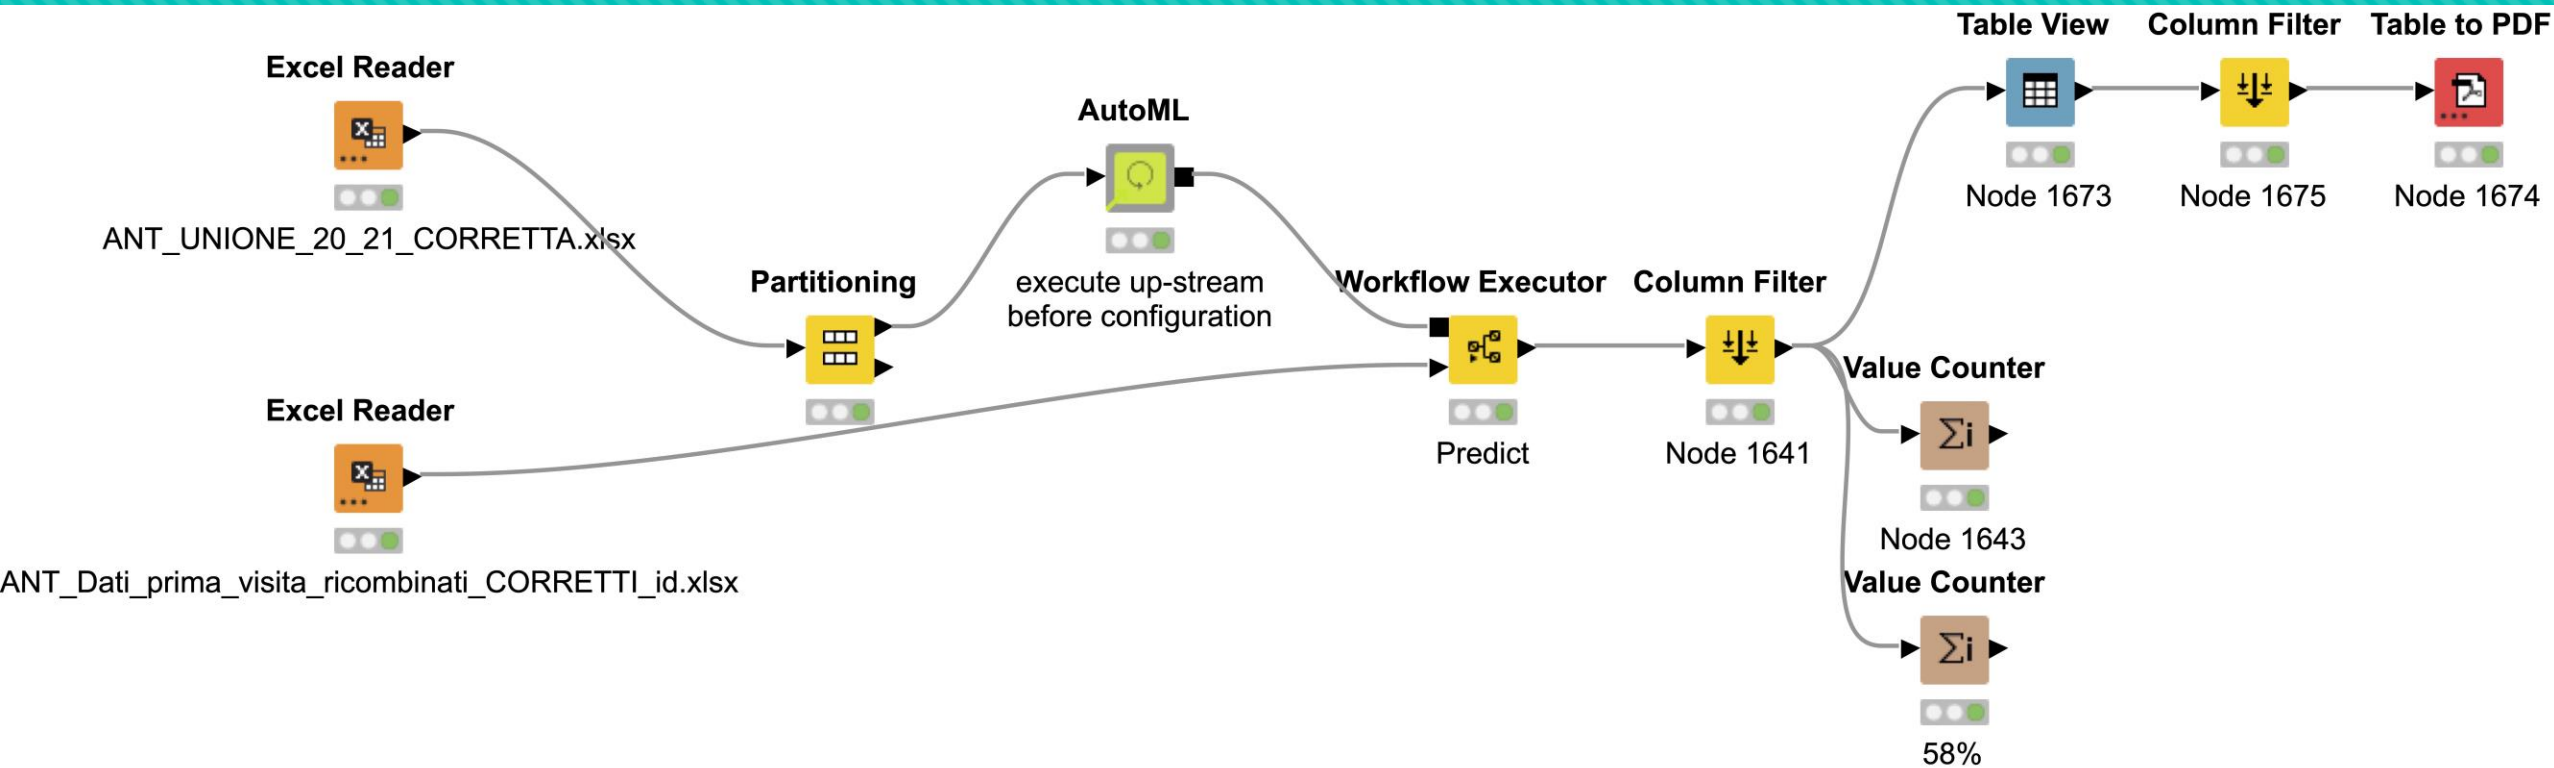 Table View
Column Filter
Table to PDF
Excel Reader
AutoML
Node 1673
Node 1675
Node 1674
ANT_UNIONE_20_21_CORRETTA.xlsx
Partitioning
execute up-stream
before configuration
Workflow Executor
Column Filter
Value Counter
Σi
Excel Reader
Predict
Node 1641
Node 1643
ANT_Dati_prima_visita_ricombinati_CORRETTI_id.xlsx
Value Counter
Σi
58%